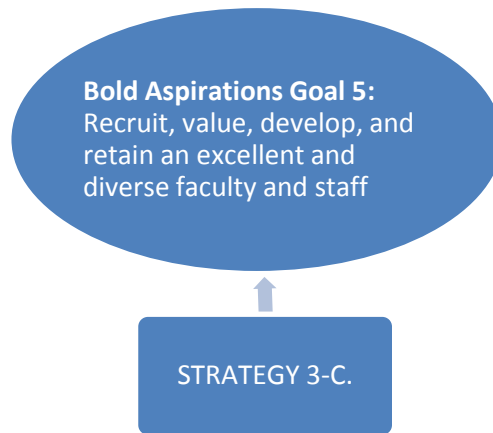 Bold Aspirations Goal 5:
Recruit, value, develop, and
retain an excellent and
diverse faculty and staff
STRATEGY 3-C.